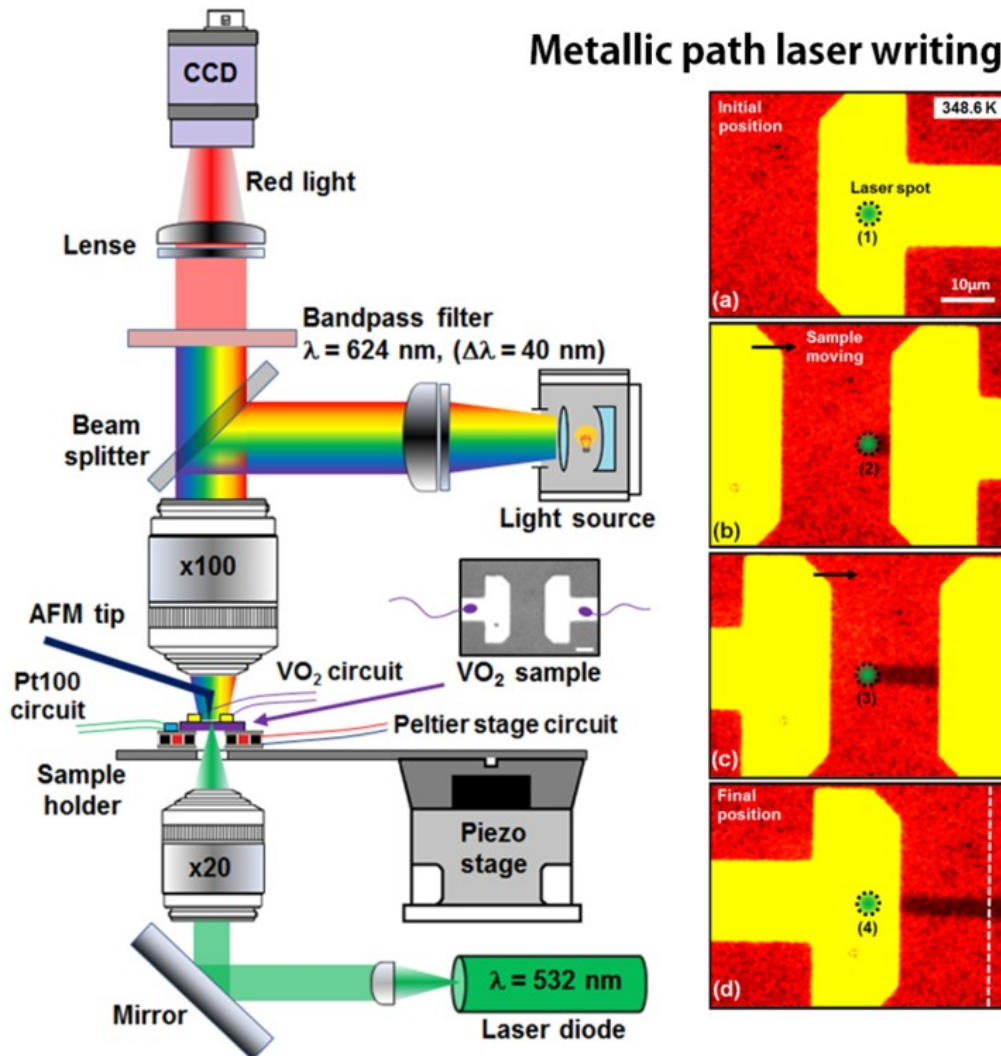 Metallic path laser writing
CCD
Red light
Lense
Bandpass filter
λ = 624 nm, (Δλ = 40 nm)
Beam
splitter
Light source
x100
AFM tip
Pt100
circuit
VO₂ circuit
VO₂ sample
Peltier stage circuit
Sample
holder
Piezo
stage
x20
Mirror
λ = 532 nm
Laser diode
Initial
position
348.6 K
Laser spot
(1)
10μm
(a)
Sample
moving
(2)
(b)
(3)
(c)
Final
position
(4)
(d)